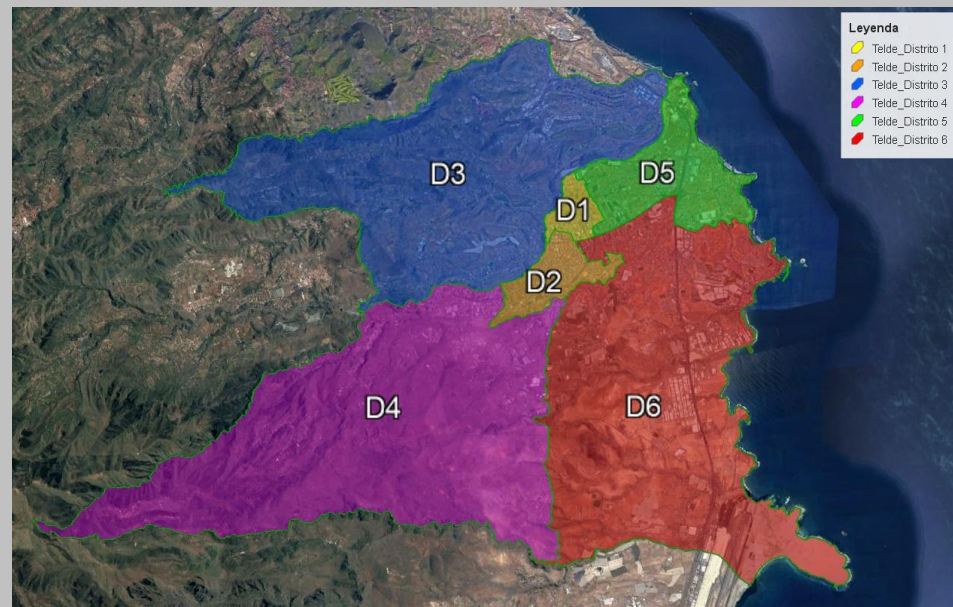 Leyenda
Telde_Distrito 1
Telde_Distrito 2
Telde_Distrito 3
Telde_Distrito 4
Telde_Distrito 5
Telde_Distrito 6
D3
D5
D1
D2
D4
D6